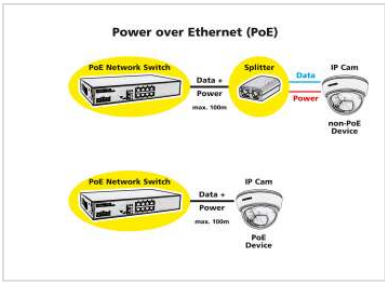 Power over Ethernet (PoE)
PoE Network Switch
Splitter
IP Cam
Data +
Power
max. 100m
Data
Power
non-PoE
Device
PoE Network Switch
IP Cam
Data +
Power
max. 100m
PoE
Device